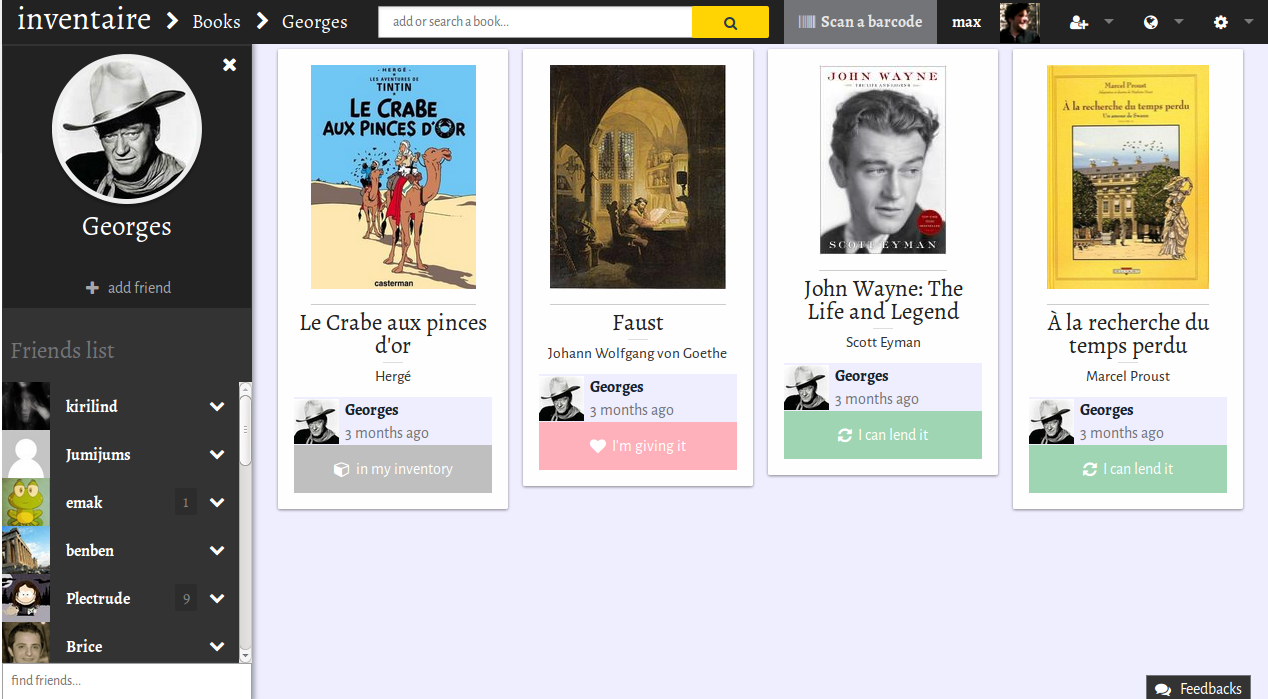 inventaire Books Georges add or search a book... Scan a barcode max
Georges
add friend
Friends list
kirilind
Jumijums
emak 1
benben
Plectrude 9
Brice
find friends...
- HERGÉ -
LES AVENTURES DE
TINTIN
LE CRABE
AUX PINCES D'OR
casterman
Le Crabe aux pinces
d'or
Hergé
Georges
3 months ago
in my inventory
Faust
Johann Wolfgang von Goethe
Georges
3 months ago
I'm giving it
JOHN WAYNE
THE LIFE AND LEGEND
SCOTT EYMAN
John Wayne: The
Life and Legend
Scott Eyman
Georges
3 months ago
I can lend it
Marcel Proust
À la recherche du temps perdu
Un amour de Swann
À la recherche du
temps perdu
Marcel Proust
Georges
3 months ago
I can lend it
Feedbacks